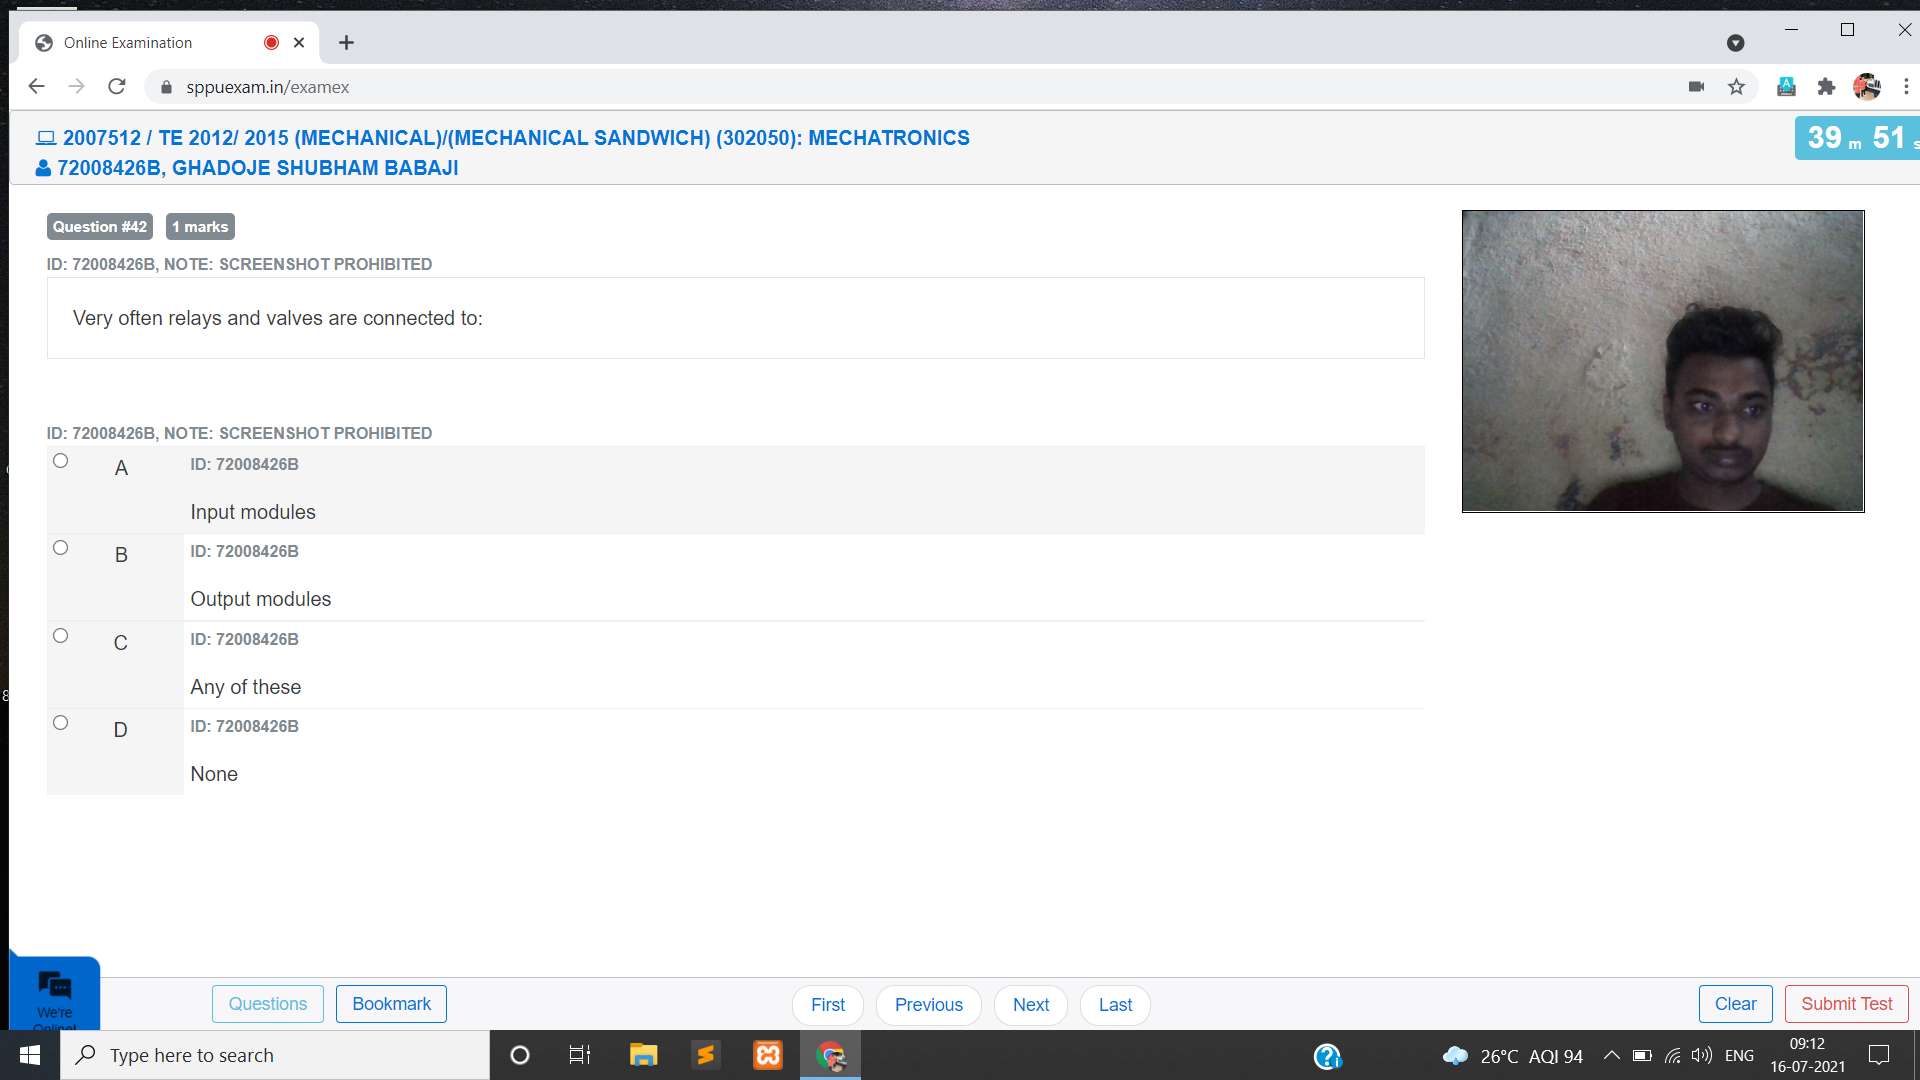 Online Examination
sppuexam.in/examex
2007512 / TE 2012/ 2015 (MECHANICAL)/(MECHANICAL SANDWICH) (302050): MECHATRONICS
39 m 51 s
72008426B, GHADOJE SHUBHAM BABAJI
Question #42 1 marks
ID: 72008426B, NOTE: SCREENSHOT PROHIBITED
Very often relays and valves are connected to:
ID: 72008426B, NOTE: SCREENSHOT PROHIBITED
A ID: 72008426B
Input modules
B ID: 72008426B
Output modules
C ID: 72008426B
Any of these
D ID: 72008426B
None
We're
Online!
Questions Bookmark First Previous Next Last Clear Submit Test
Type here to search
26°C AQI 94 ENG
09:12
16-07-2021